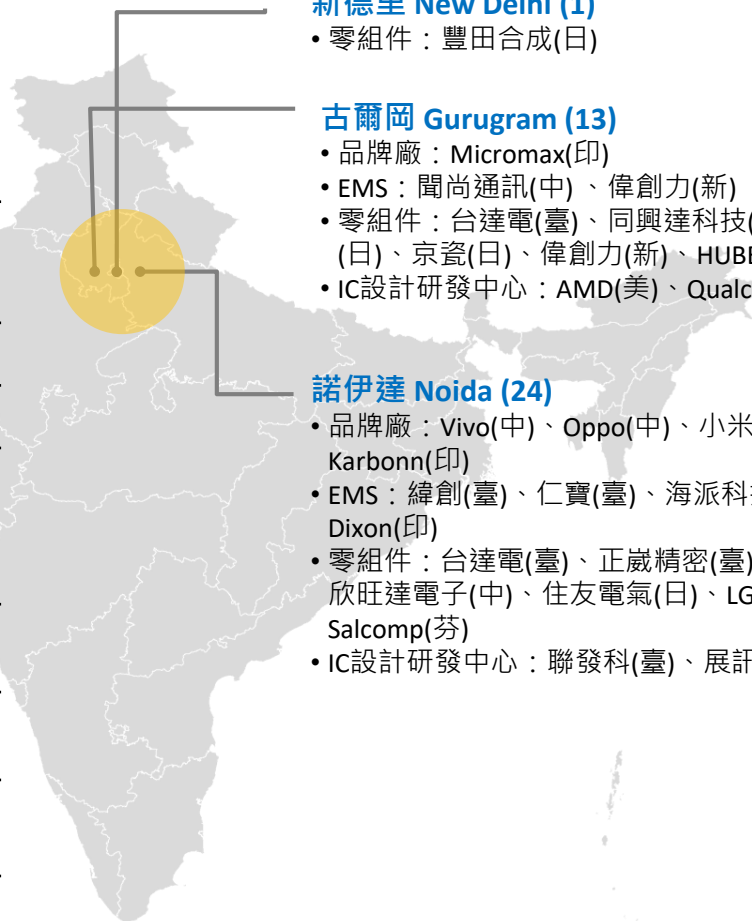 新德里 New Delhi (1)
• 零組件：豐田合成(日)
古爾岡 Gurugram (13)
• 品牌廠：Micromax(印)
• EMS：聞尚通訊(中) 、偉創力(新)
• 零組件：台達電(臺)、同興達科技(
(日)、京瓷(日)、偉創力(新)、HUBE
• IC設計研發中心：AMD(美)、Qualc
諾伊達 Noida (24)
• 品牌廠：Vivo(中)、Oppo(中)、小米
Karbonn(印)
• EMS：緯創(臺)、仁寶(臺)、海派科技
Dixon(印)
• 零組件：台達電(臺)、正崴精密(臺)
欣旺達電子(中)、住友電氣(日)、LG
Salcomp(芬)
• IC設計研發中心：聯發科(臺)、展訊